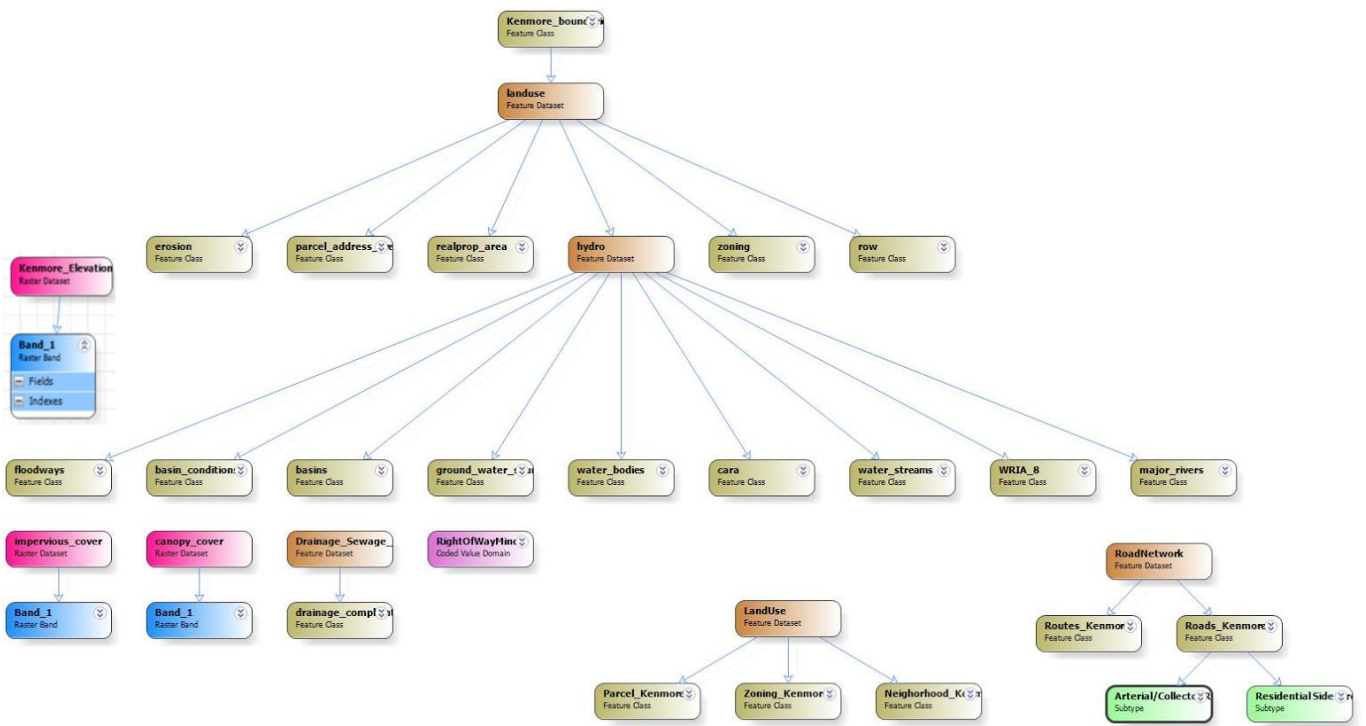 Kenmore_bound
Feature Class
landuse
Feature Dataset
erosion
Feature Class
parcel_address_
Feature Class
realprop_area
Feature Class
hydro
Feature Dataset
zoning
Feature Class
row
Feature Class
Kenmore_Elevation
Raster Dataset
Band_1
Raster Band
Fields
Indexes
floodways
Feature Class
basin_conditions
Feature Class
basins
Feature Class
ground_water_
Feature Class
water_bodies
Feature Class
cara
Feature Class
water_streams
Feature Class
WRIA_8
Feature Class
major_rivers
Feature Class
impervious_cover
Raster Dataset
canopy_cover
Raster Dataset
Drainage_Sewage_
Feature Dataset
RightOfWayMin
Coded Value Domain
Band_1
Raster Band
Band_1
Raster Band
drainage_compl
Feature Class
RoadNetwork
Feature Dataset
LandUse
Feature Dataset
Routes_Kenmor
Feature Class
Roads_Kenmore
Feature Class
Parcel_Kenmore
Feature Class
Zoning_Kenmor
Feature Class
Neighorhood_K
Feature Class
Arterial/Collect
Subtype
Residential Side
Subtype